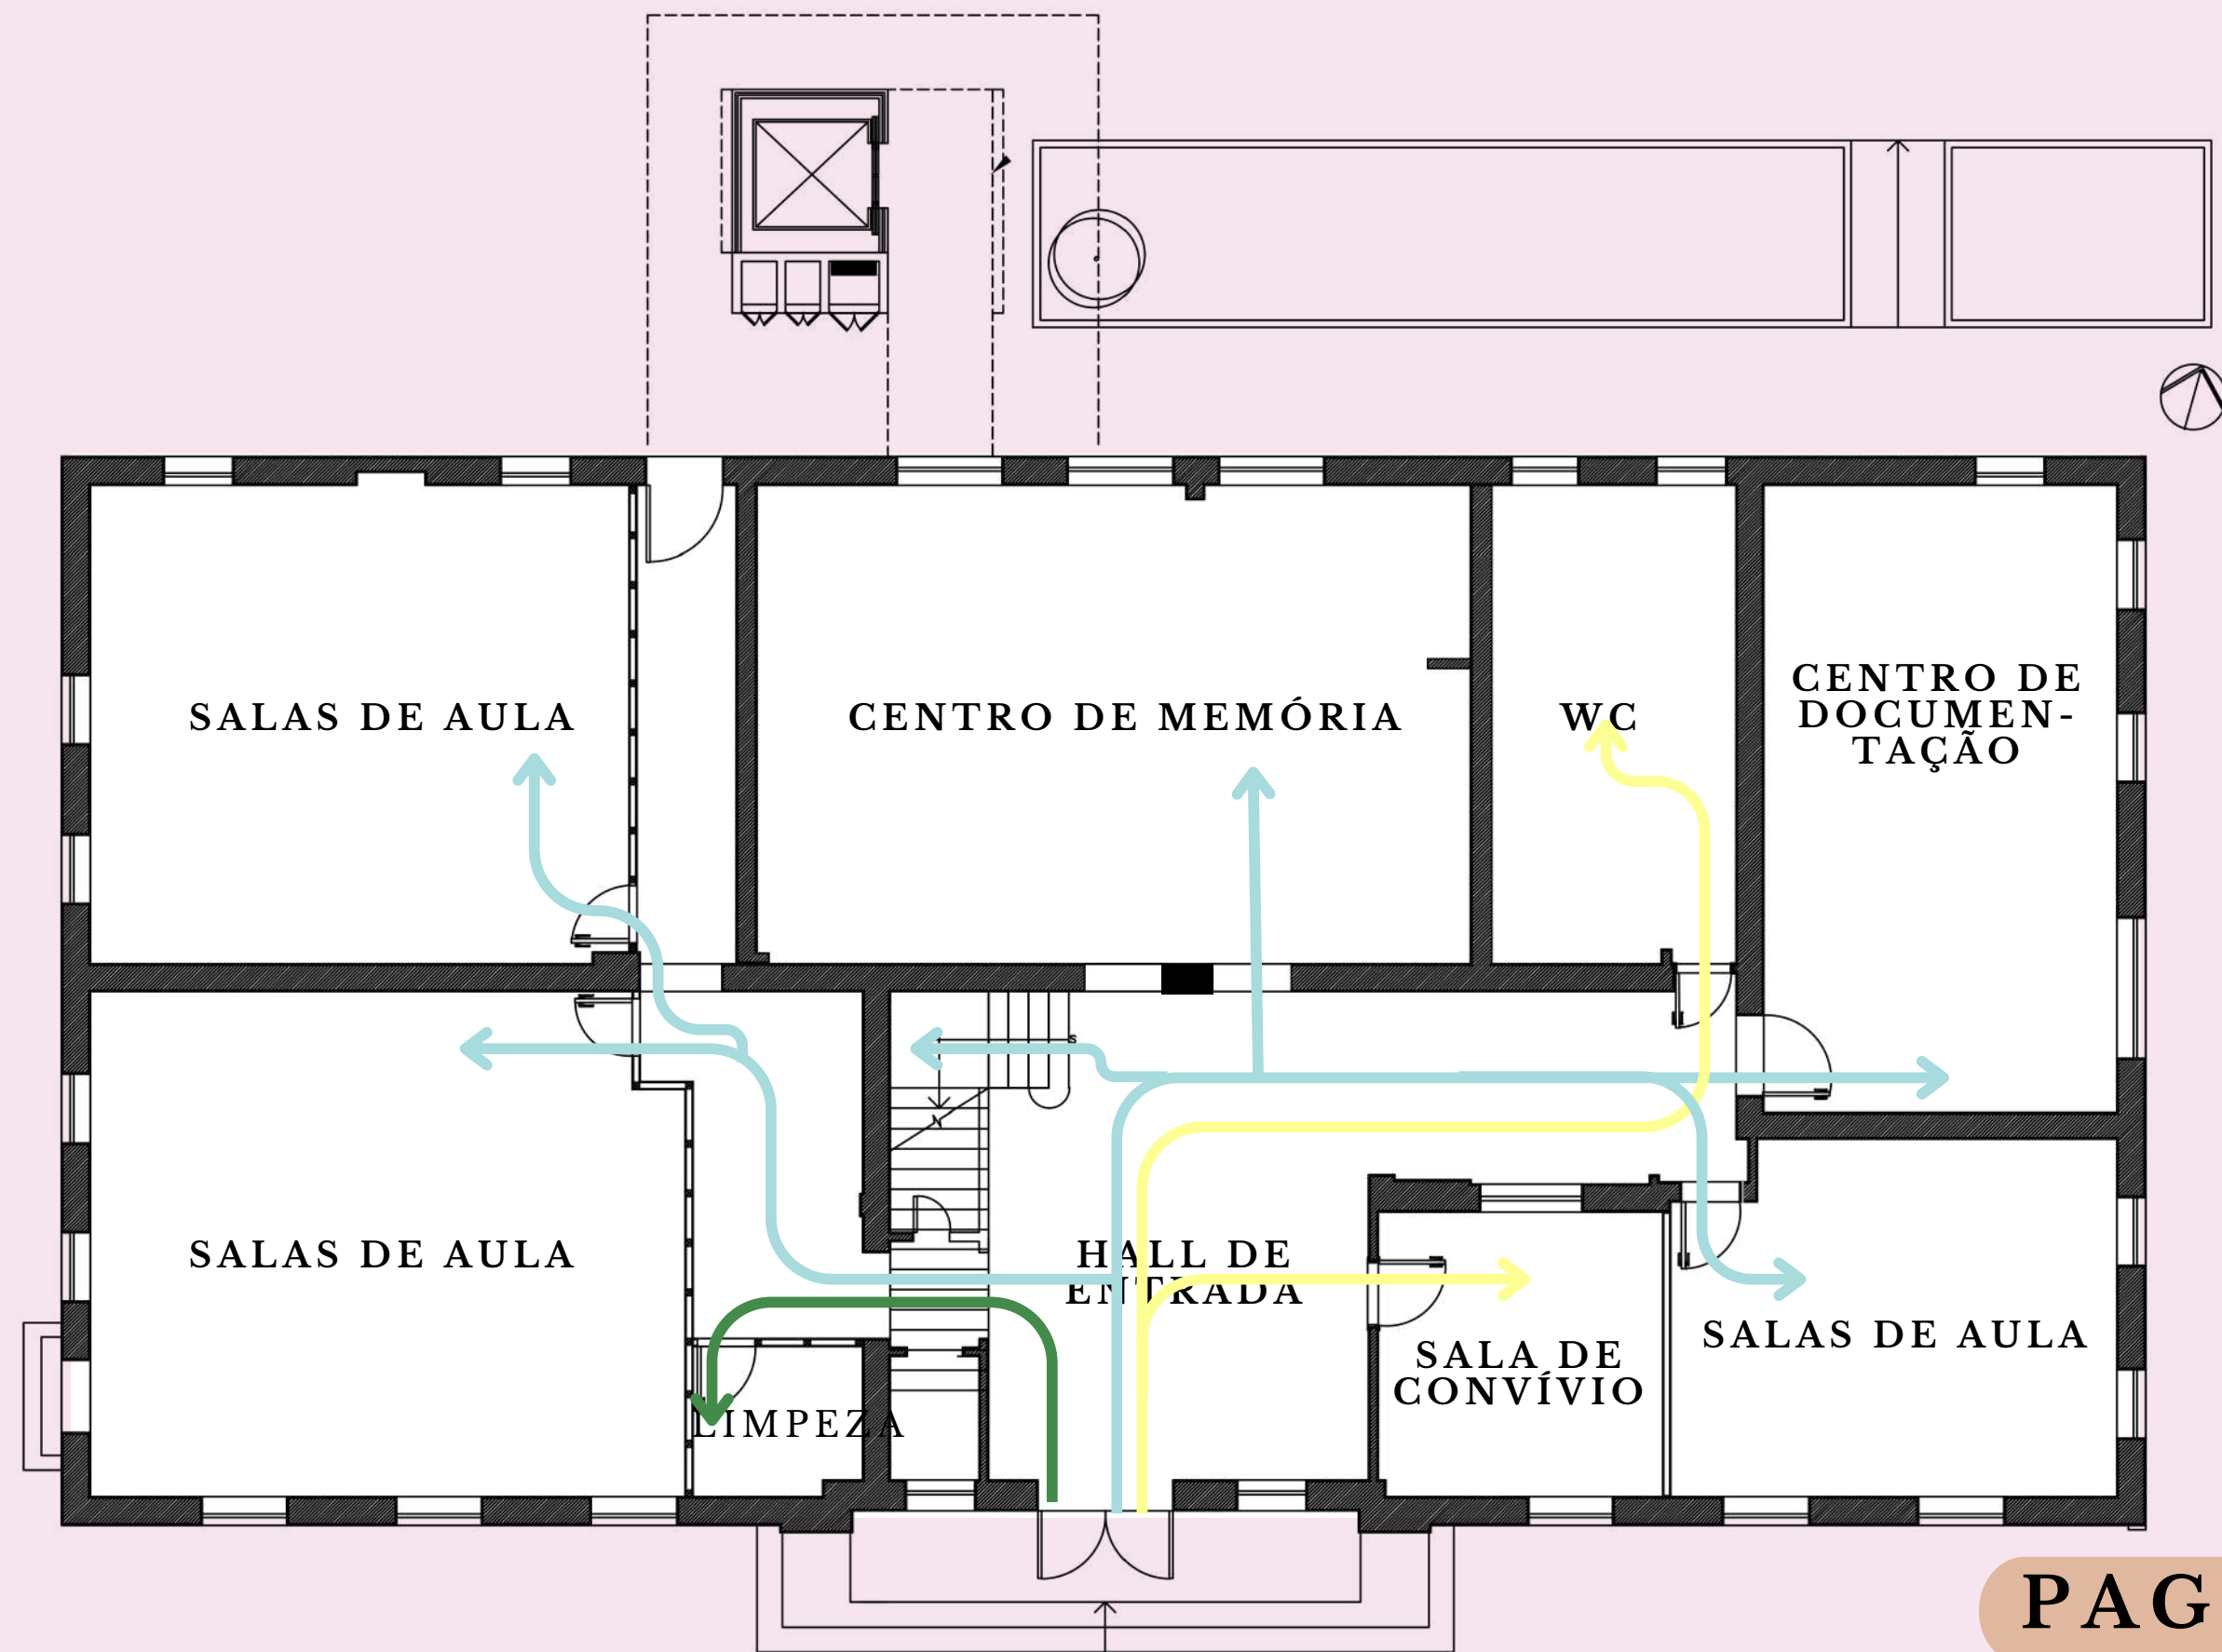 SALAS DE AULA
CENTRO DE MEMÓRIA
WC
CENTRO DE
DOCUMEN-
TAÇÃO
S
SALAS DE AULA
HALL DE
ENTRADA
SALA DE
CONVÍVIO
SALAS DE AULA
LIMPEZA
PAG